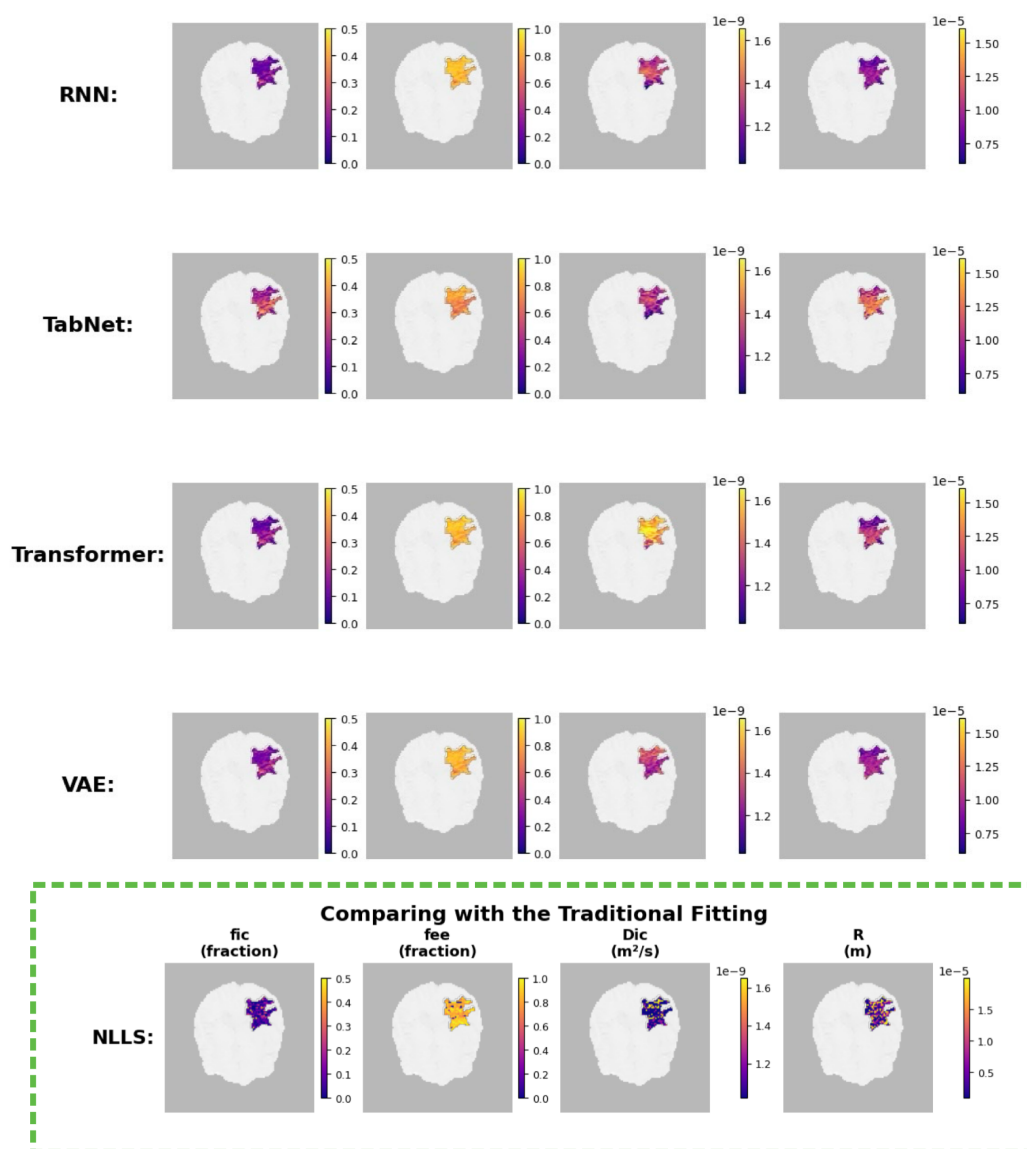 1e−9 1e−5
RNN:
0.5 0.4 0.3 0.2 0.1 0.0
1.0 0.8 0.6 0.4 0.2 0.0
1.6 1.4 1.2
1.50 1.25 1.00 0.75
1e−9 1e−5
TabNet:
0.5 0.4 0.3 0.2 0.1 0.0
1.0 0.8 0.6 0.4 0.2 0.0
1.6 1.4 1.2
1.50 1.25 1.00 0.75
1e−9 1e−5
Transformer:
0.5 0.4 0.3 0.2 0.1 0.0
1.0 0.8 0.6 0.4 0.2 0.0
1.6 1.4 1.2
1.50 1.25 1.00 0.75
1e−9 1e−5
VAE:
0.5 0.4 0.3 0.2 0.1 0.0
1.0 0.8 0.6 0.4 0.2 0.0
1.6 1.4 1.2
1.50 1.25 1.00 0.75
Comparing with the Traditional Fitting
fic fee Dic R
(fraction) (fraction) (m²/s) (m)
1e−9 1e−5
NLLS:
0.5 0.4 0.3 0.2 0.1 0.0
1.0 0.8 0.6 0.4 0.2 0.0
1.6 1.4 1.2
1.5 1.0 0.5